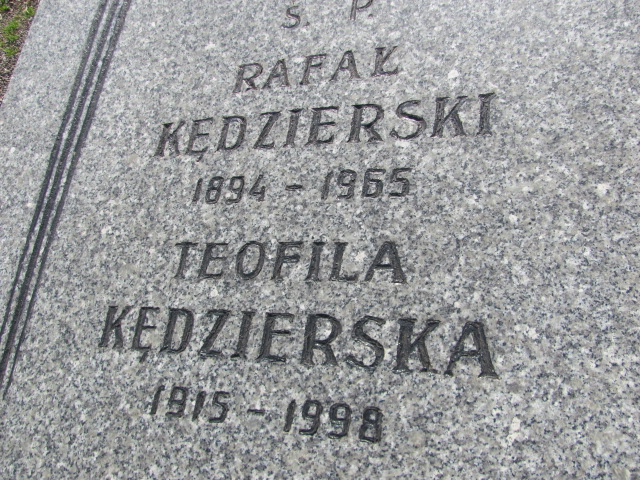 Ś. P.
RAFAŁ
KĘDZIERSKI
1894 - 1965
TEOFILA
KĘDZIERSKA
1915 - 1998